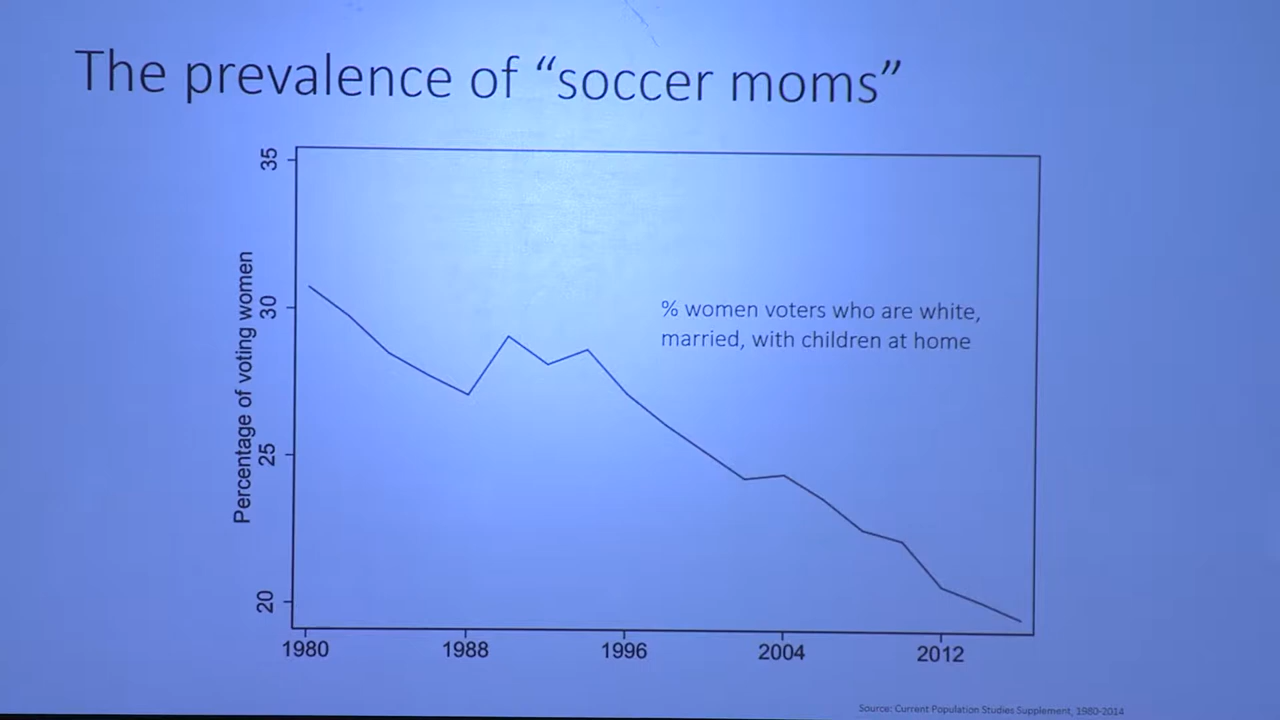 The prevalence of “soccer moms”
35
30
25
20
Percentage of voting women
% women voters who are white,
married, with children at home
1980 1988 1996 2004 2012
Source: Current Population Studies Supplement, 1980-2014